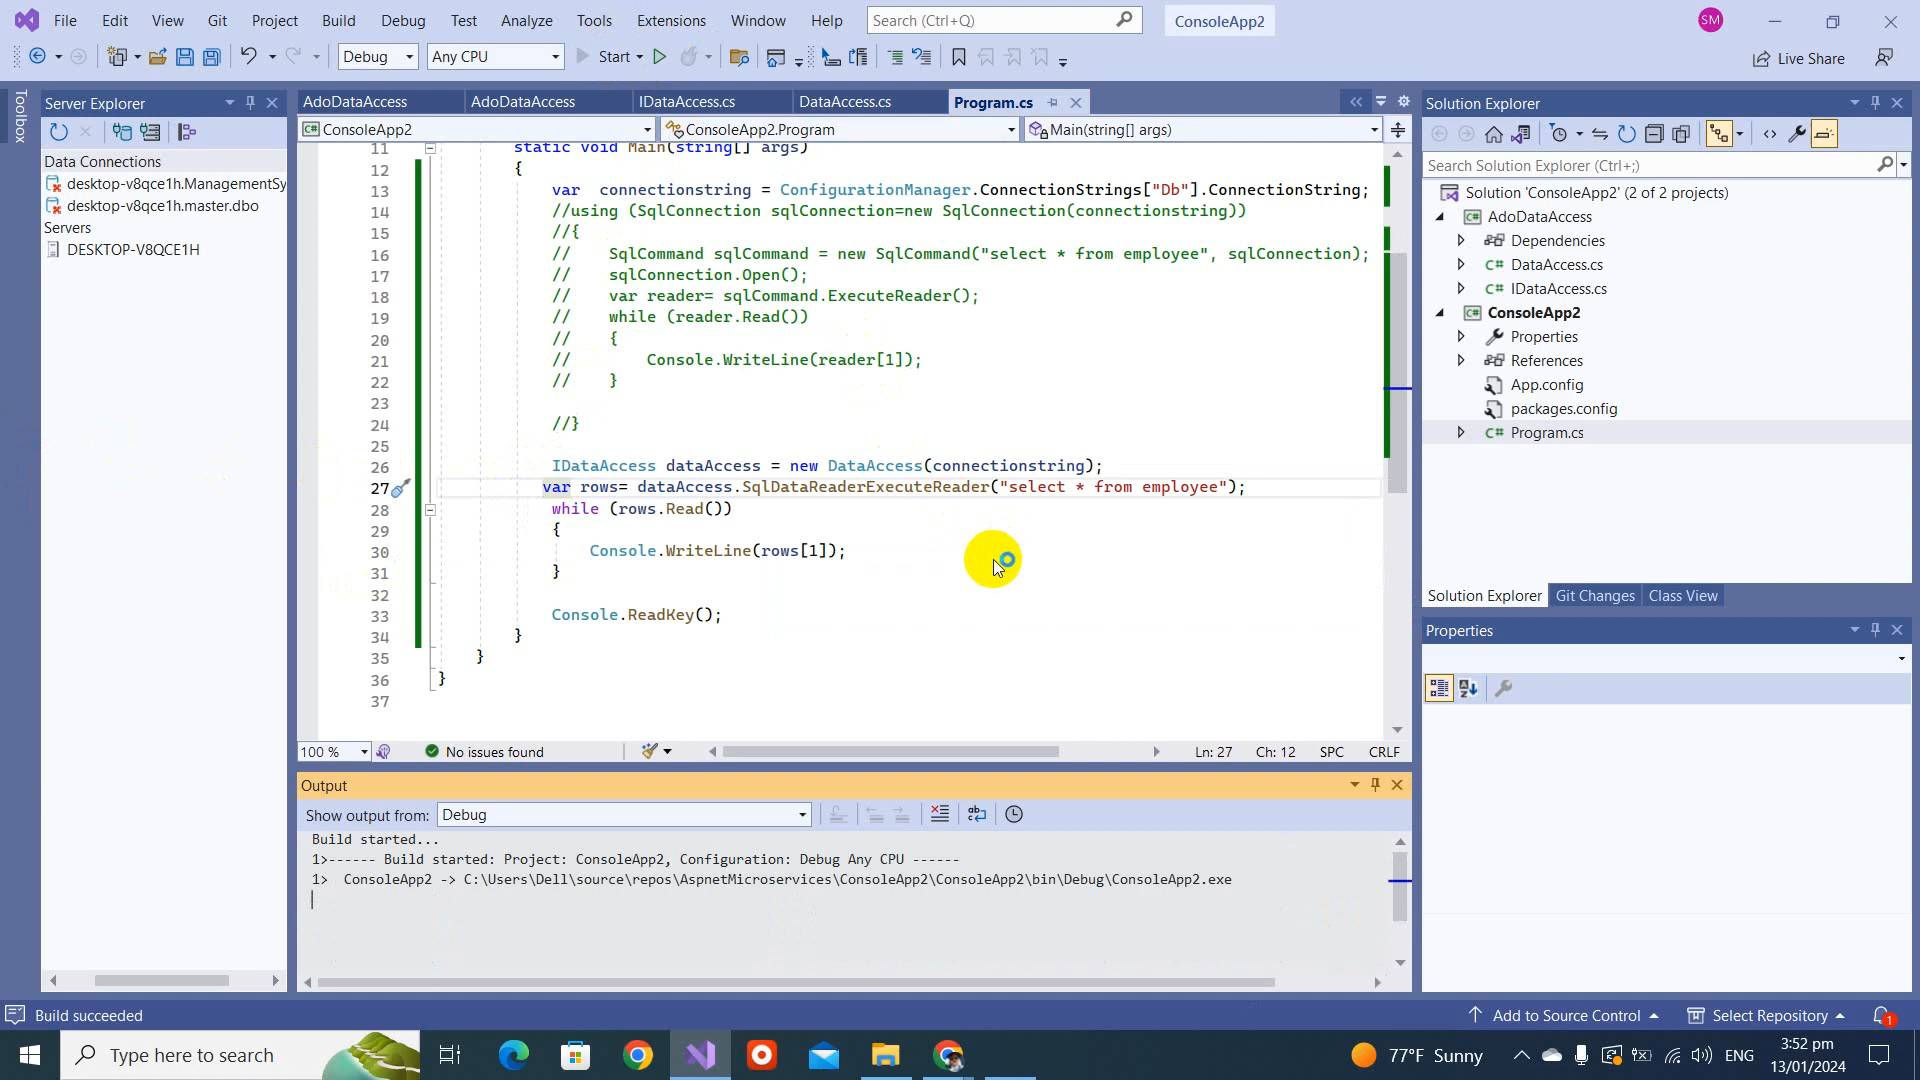 File Edit View Git Project Build Debug Test Analyze Tools Extensions Window Help Search (Ctrl+Q) ConsoleApp2 SM
Debug Any CPU Start Live Share
Toolbox
Server Explorer
Data Connections
desktop-v8qce1h.ManagementSy
desktop-v8qce1h.master.dbo
Servers
DESKTOP-V8QCE1H
AdoDataAccess AdoDataAccess IDataAccess.cs DataAccess.cs Program.cs
ConsoleApp2 ConsoleApp2.Program Main(string[] args)
11 static void Main(string[] args)
12 {
13 var connectionstring = ConfigurationManager.ConnectionStrings["Db"].ConnectionString;
14 //using (SqlConnection sqlConnection=new SqlConnection(connectionstring))
15 //{
16 // SqlCommand sqlCommand = new SqlCommand("select * from employee", sqlConnection);
17 // sqlConnection.Open();
18 // var reader= sqlCommand.ExecuteReader();
19 // while (reader.Read())
20 // {
21 // Console.WriteLine(reader[1]);
22 // }
23
24 //}
25
26 IDataAccess dataAccess = new DataAccess(connectionstring);
27 var rows= dataAccess.SqlDataReaderExecuteReader("select * from employee");
28 while (rows.Read())
29 {
30 Console.WriteLine(rows[1]);
31 }
32
33 Console.ReadKey();
34 }
35 }
36 }
37
100 % No issues found Ln: 27 Ch: 12 SPC CRLF
Output
Show output from: Debug
Build started...
1>------ Build started: Project: ConsoleApp2, Configuration: Debug Any CPU ------
1> ConsoleApp2 -> C:\Users\Dell\source\repos\AspnetMicroservices\ConsoleApp2\ConsoleApp2\bin\Debug\ConsoleApp2.exe
Solution Explorer
Search Solution Explorer (Ctrl+;)
Solution 'ConsoleApp2' (2 of 2 projects)
AdoDataAccess
Dependencies
C# DataAccess.cs
C# IDataAccess.cs
ConsoleApp2
Properties
References
App.config
packages.config
C# Program.cs
Solution Explorer Git Changes Class View
Properties
Build succeeded Add to Source Control Select Repository 1
Type here to search 77°F Sunny ENG 3:52 pm
13/01/2024